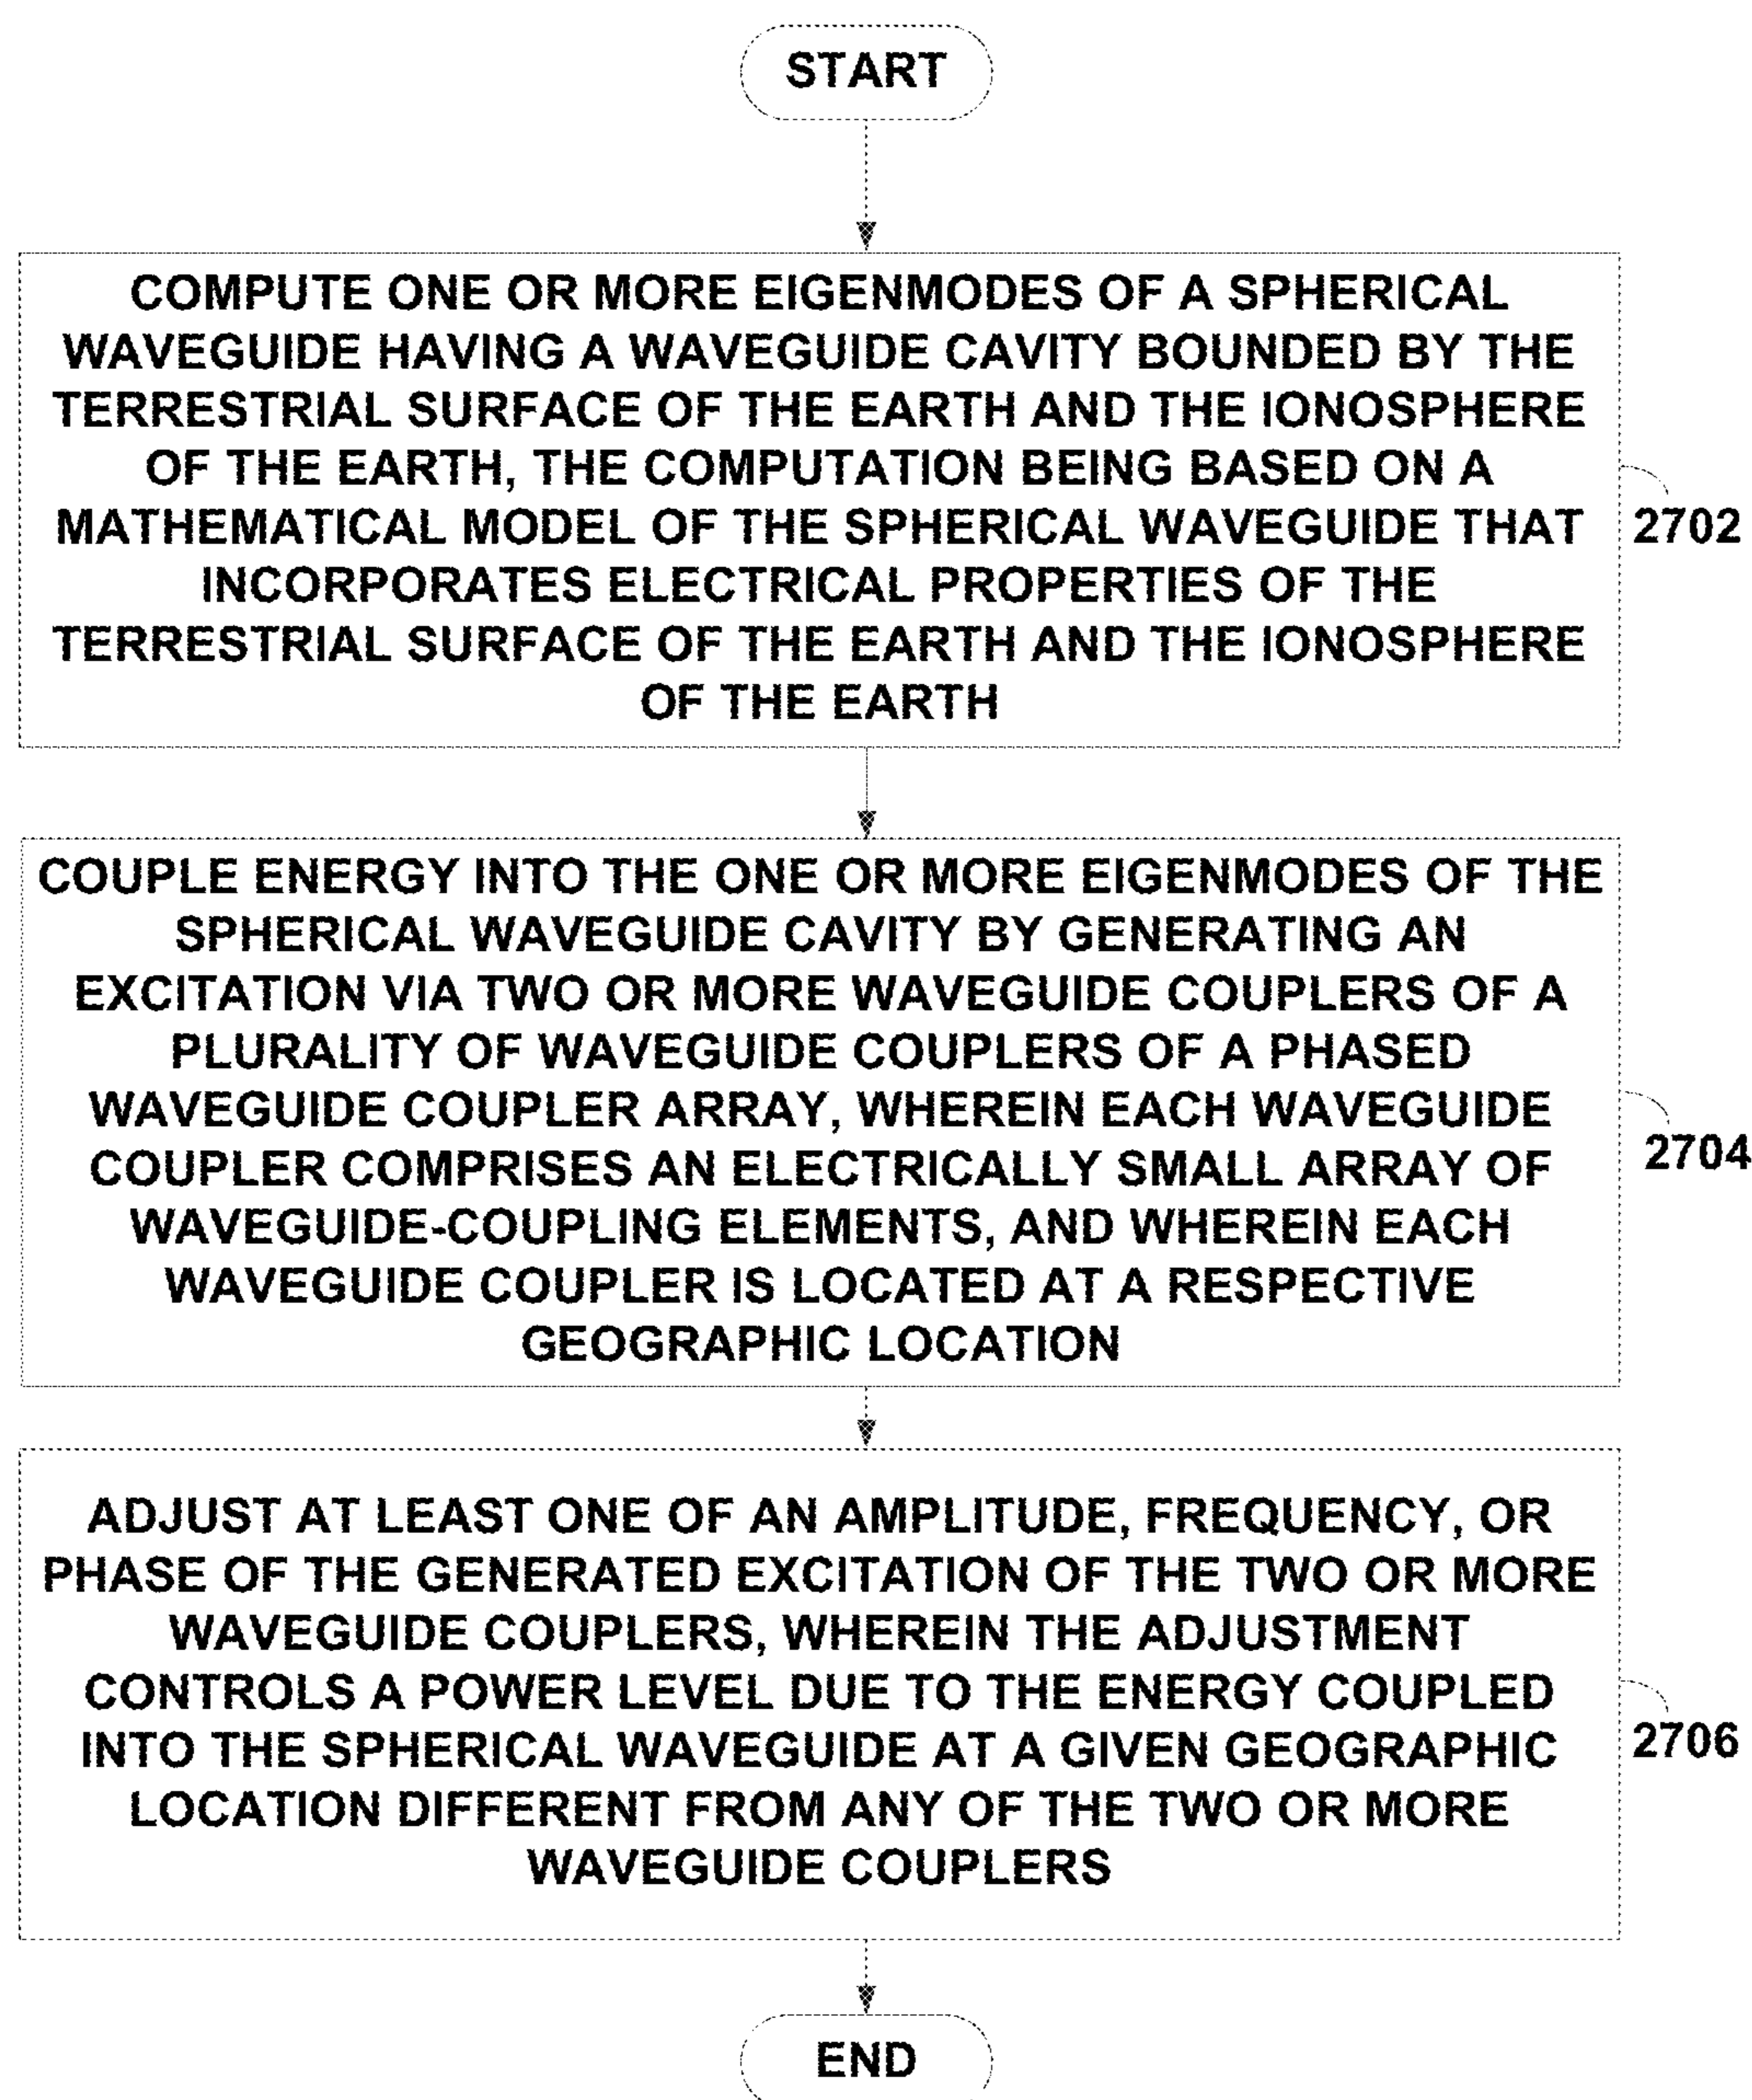 START
COMPUTE ONE OR MORE EIGENMODES OF A SPHERICAL
WAVEGUIDE HAVING A WAVEGUIDE CAVITY BOUNDED BY THE
TERRESTRIAL SURFACE OF THE EARTH AND THE IONOSPHERE
OF THE EARTH, THE COMPUTATION BEING BASED ON A
MATHEMATICAL MODEL OF THE SPHERICAL WAVEGUIDE THAT
INCORPORATES ELECTRICAL PROPERTIES OF THE
TERRESTRIAL SURFACE OF THE EARTH AND THE IONOSPHERE
OF THE EARTH
2702
COUPLE ENERGY INTO THE ONE OR MORE EIGENMODES OF THE
SPHERICAL WAVEGUIDE CAVITY BY GENERATING AN
EXCITATION VIA TWO OR MORE WAVEGUIDE COUPLERS OF A
PLURALITY OF WAVEGUIDE COUPLERS OF A PHASED
WAVEGUIDE COUPLER ARRAY, WHEREIN EACH WAVEGUIDE
COUPLER COMPRISES AN ELECTRICALLY SMALL ARRAY OF
WAVEGUIDE-COUPLING ELEMENTS, AND WHEREIN EACH
WAVEGUIDE COUPLER IS LOCATED AT A RESPECTIVE
GEOGRAPHIC LOCATION
2704
ADJUST AT LEAST ONE OF AN AMPLITUDE, FREQUENCY, OR
PHASE OF THE GENERATED EXCITATION OF THE TWO OR MORE
WAVEGUIDE COUPLERS, WHEREIN THE ADJUSTMENT
CONTROLS A POWER LEVEL DUE TO THE ENERGY COUPLED
INTO THE SPHERICAL WAVEGUIDE AT A GIVEN GEOGRAPHIC
LOCATION DIFFERENT FROM ANY OF THE TWO OR MORE
WAVEGUIDE COUPLERS
2706
END